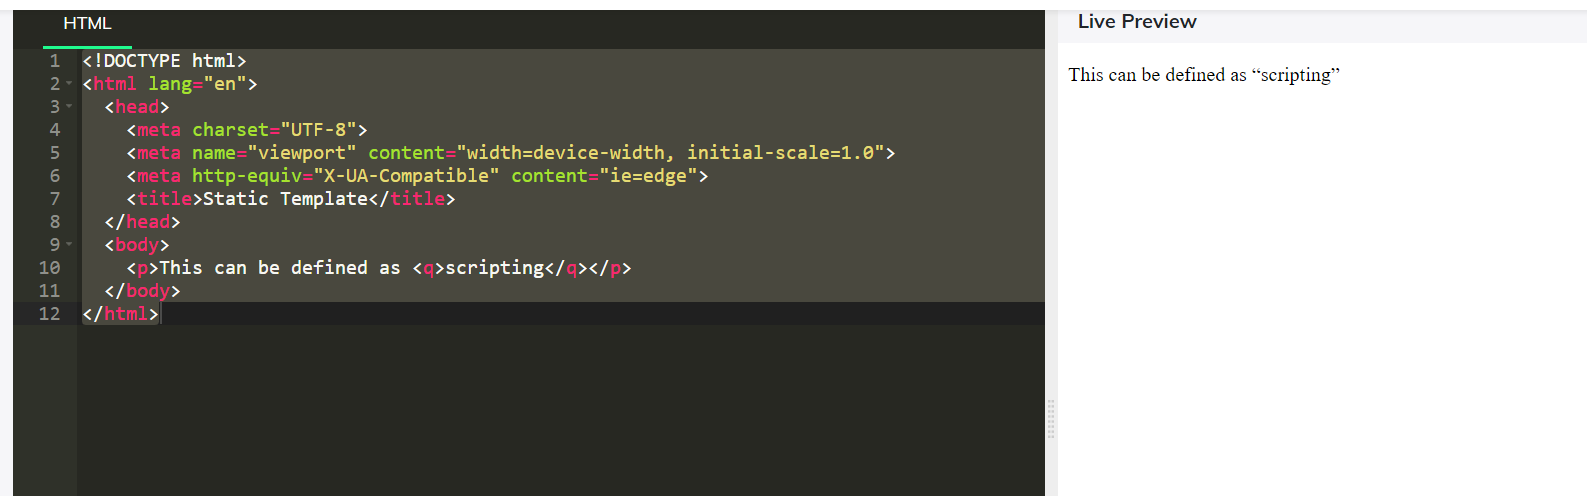 HTML
Live Preview
1 <!DOCTYPE html>
2 <html lang="en">
3 <head>
4 <meta charset="UTF-8">
5 <meta name="viewport" content="width=device-width, initial-scale=1.0">
6 <meta http-equiv="X-UA-Compatible" content="ie=edge">
7 <title>Static Template</title>
8 </head>
9 <body>
10 <p>This can be defined as <q>scripting</q></p>
11 </body>
12 </html>
This can be defined as “scripting”